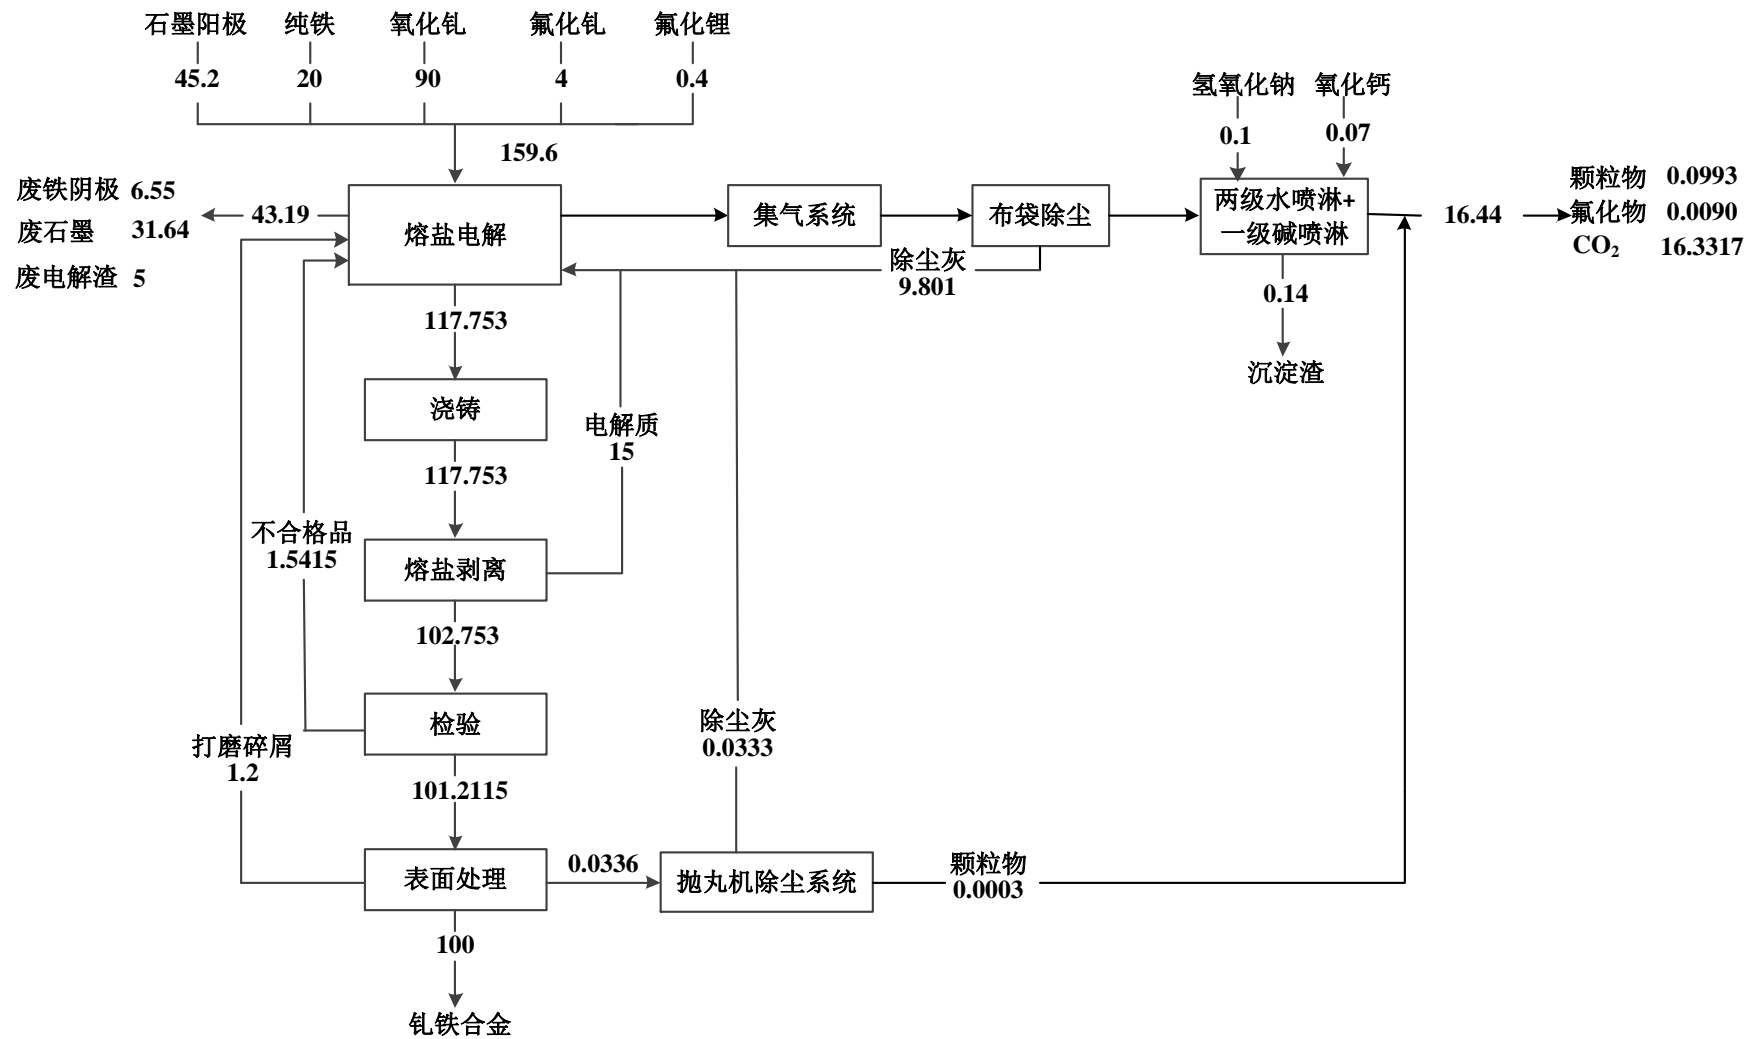 石墨阳极 纯铁 氧化钆 氟化钆 氟化锂
45.2 20 90 4 0.4
159.6
氢氧化钠 氧化钙
0.1 0.07
废铁阴极 6.55
废石墨 31.64
废电解渣 5
43.19
熔盐电解
集气系统
布袋除尘
两级水喷淋+
一级碱喷淋
16.44
颗粒物 0.0993
氟化物 0.0090
CO₂ 16.3317
除尘灰
9.801
0.14
沉淀渣
117.753
浇铸
电解质
15
117.753
不合格品
1.5415
熔盐剥离
102.753
检验
除尘灰
0.0333
打磨碎屑
1.2
101.2115
表面处理
0.0336
抛丸机除尘系统
颗粒物
0.0003
100
钆铁合金